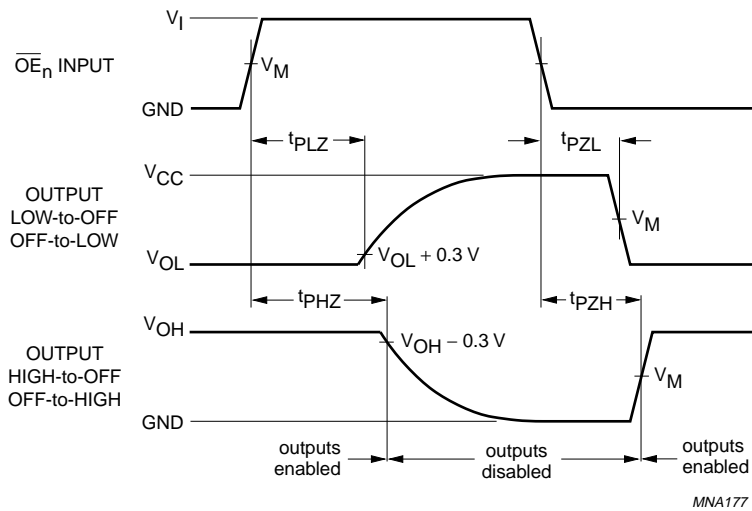 V_I
OE_n INPUT
V_M
GND
t_PLZ
t_PZL
V_CC
OUTPUT
LOW-to-OFF
OFF-to-LOW
V_M
V_OL
V_OL + 0.3 V
t_PHZ
t_PZH
V_OH
V_OH − 0.3 V
OUTPUT
HIGH-to-OFF
OFF-to-HIGH
V_M
GND
outputs
enabled
outputs
disabled
outputs
enabled
MNA177